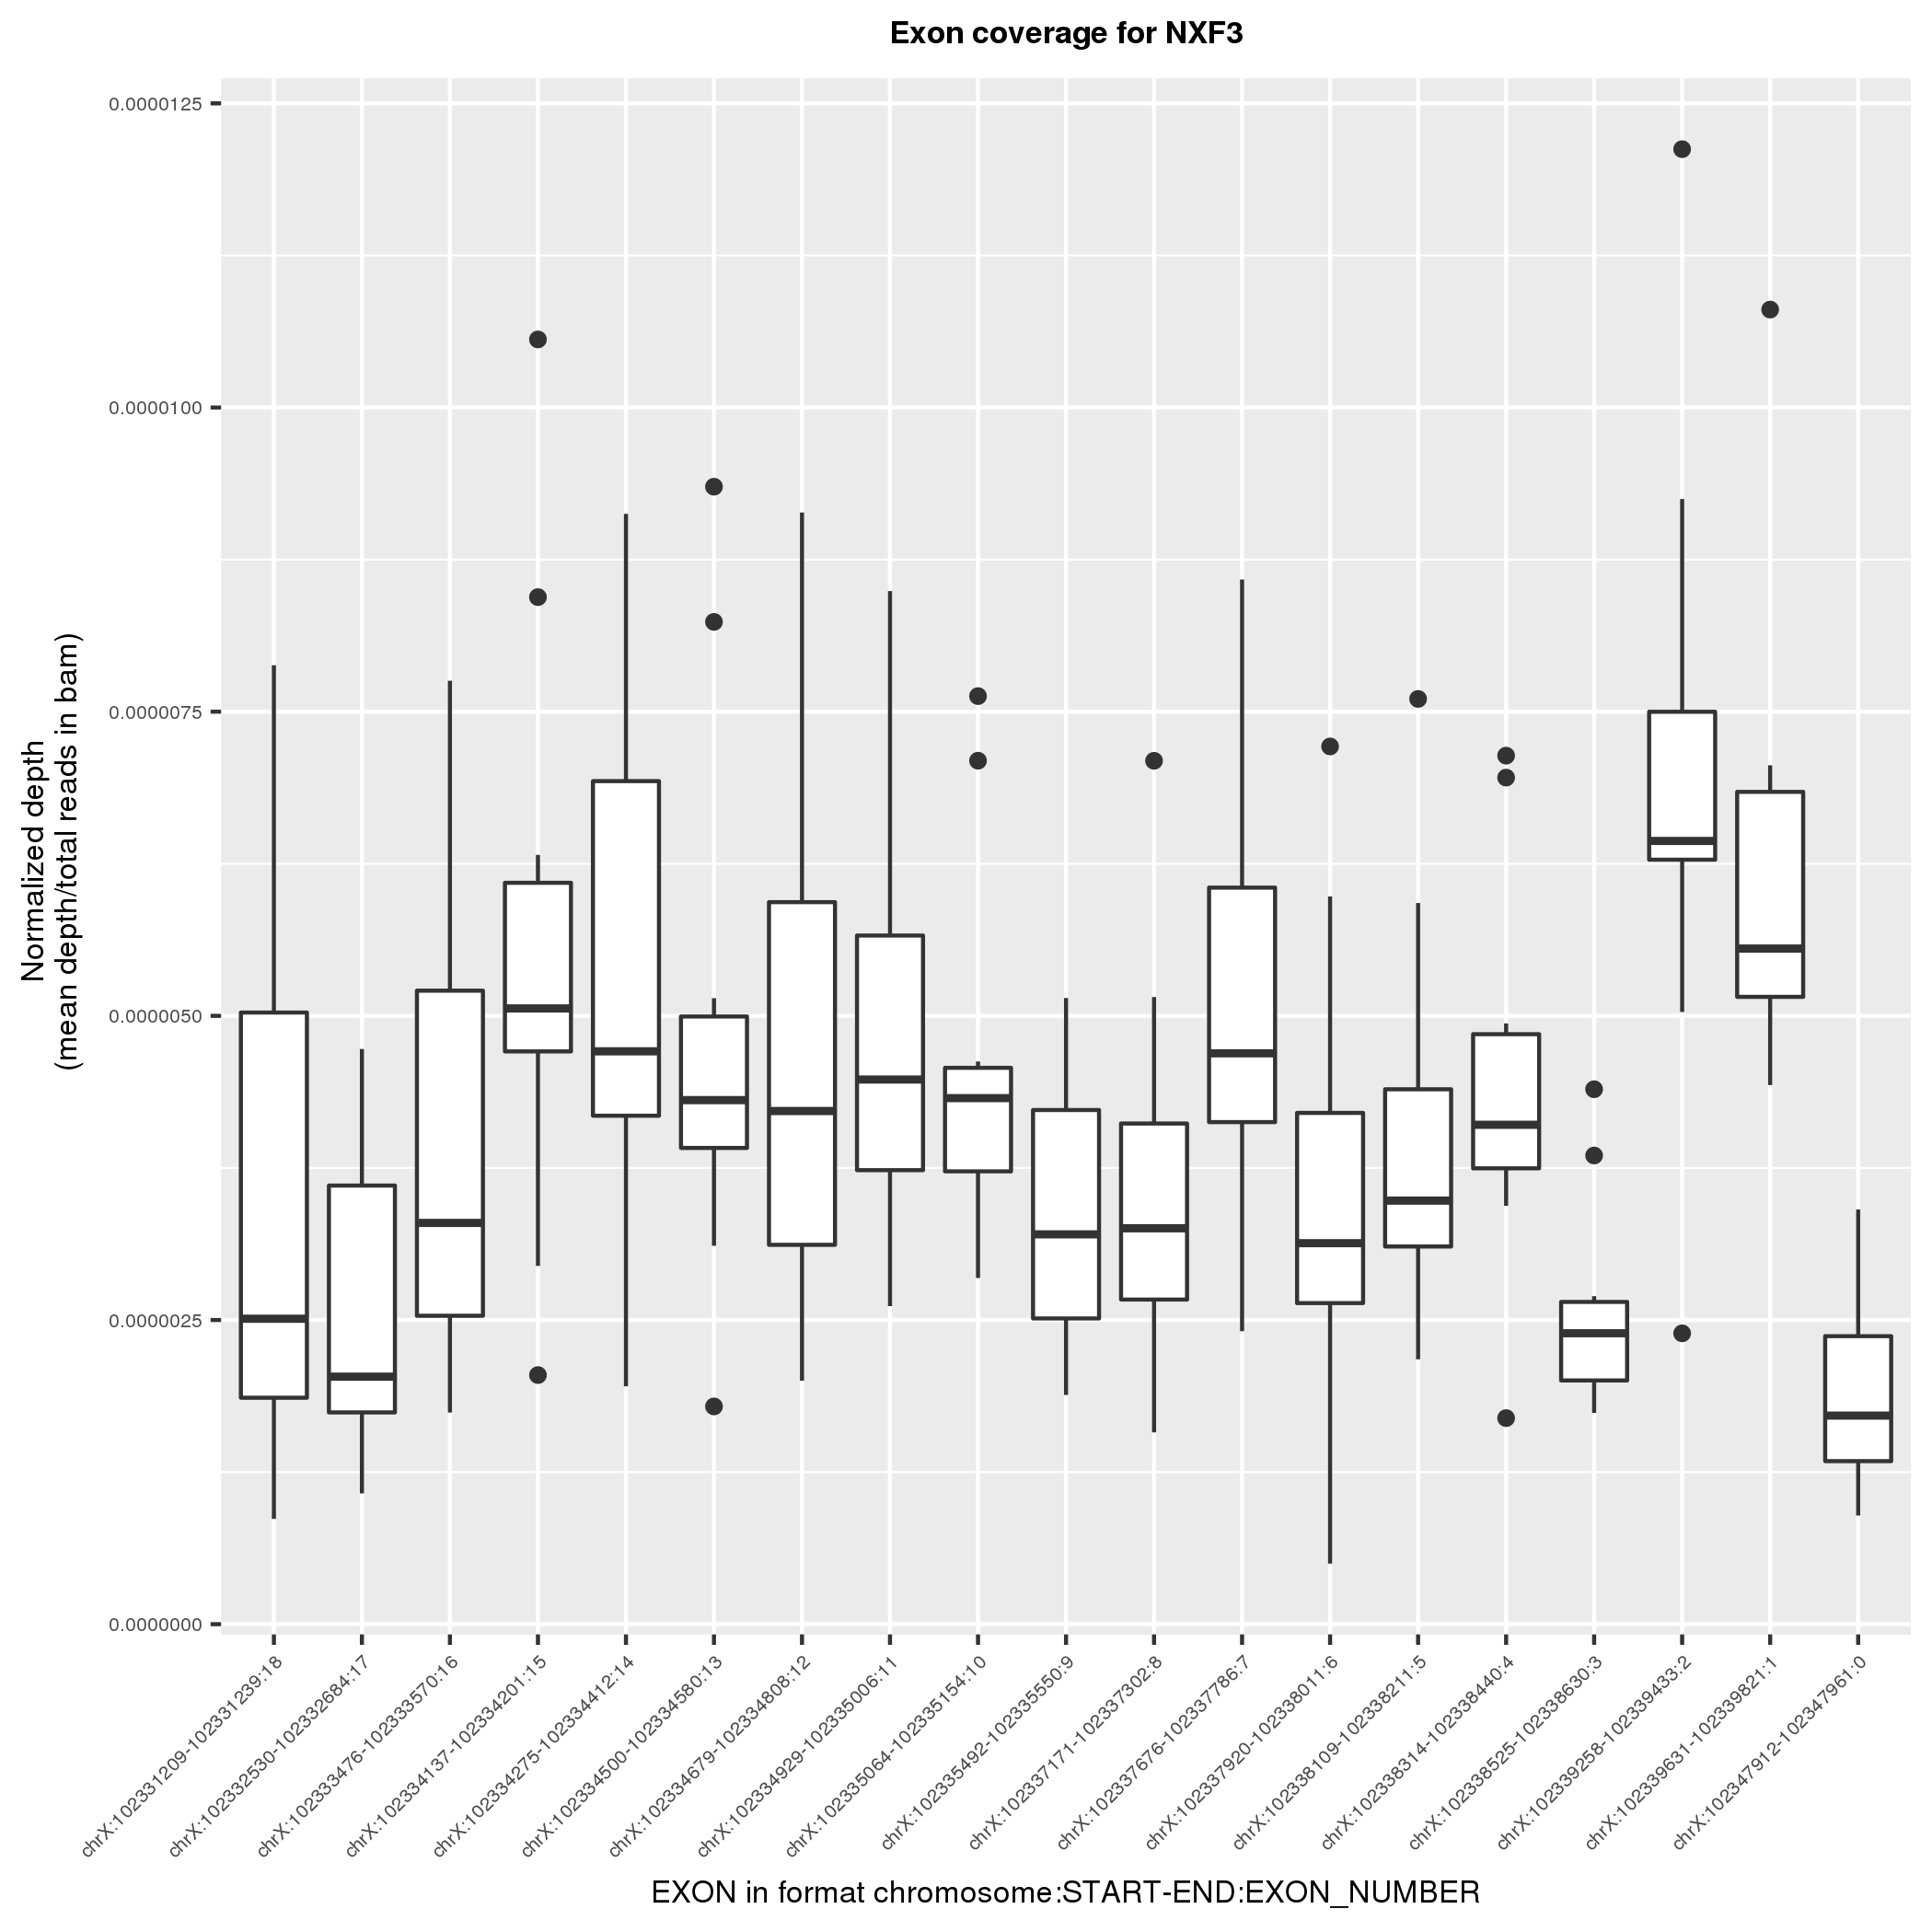 Exon coverage for NXF3
0.0000125
0.0000100
0.0000075
0.0000050
0.0000025
0.0000000
Normalized depth
(mean depth/total reads in bam)
chrX:102331209-102331239:18
chrX:102332530-102332684:17
chrX:102333476-102333570:16
chrX:102334137-102334201:15
chrX:102334275-102334412:14
chrX:102334500-102334580:13
chrX:102334679-102334808:12
chrX:102334929-102335006:11
chrX:102335064-102335154:10
chrX:102335492-102335550:9
chrX:102337171-102337302:8
chrX:102337676-102337786:7
chrX:102337920-102338011:6
chrX:102338109-102338211:5
chrX:102338314-102338440:4
chrX:102338525-102338630:3
chrX:102339258-102339433:2
chrX:102339631-102339821:1
chrX:102347912-102347961:0
EXON in format chromosome:START-END:EXON_NUMBER